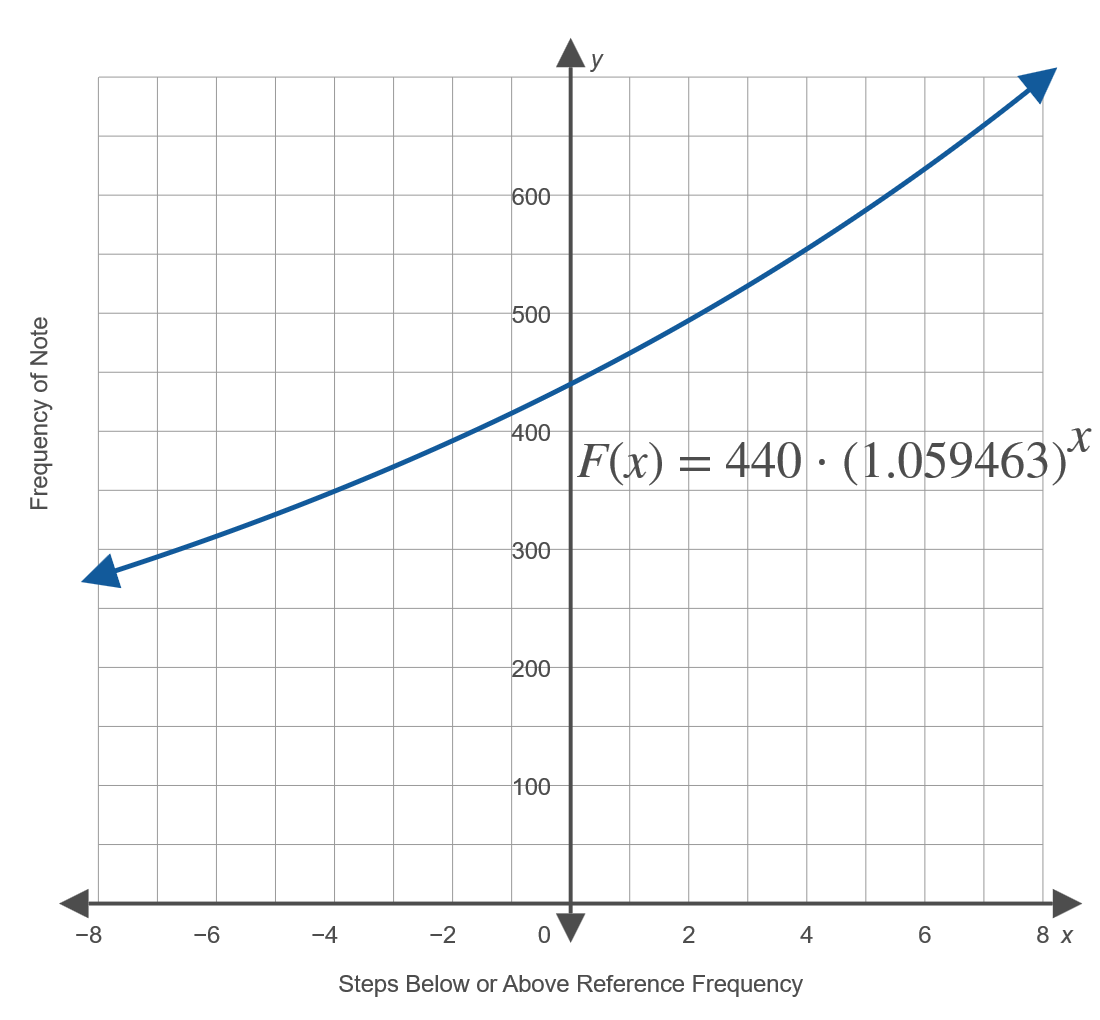 y
600
500
400
300
200
100
Frequency of Note
F(x) = 440 · (1.059463)^x
−8 −6 −4 −2 0 2 4 6 8 x
Steps Below or Above Reference Frequency